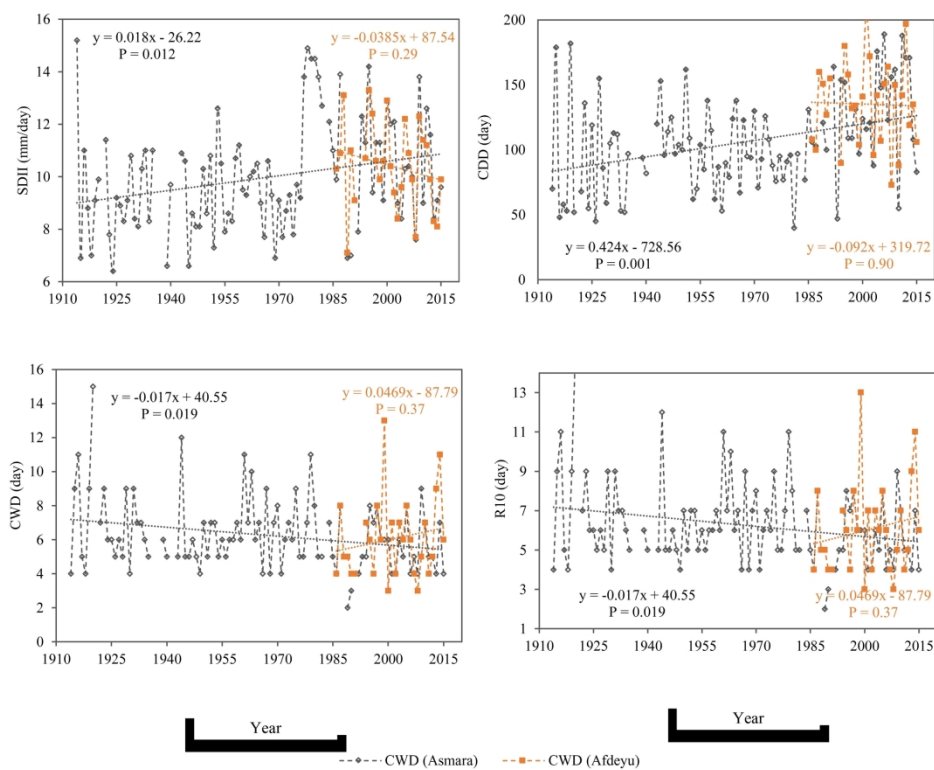 y = 0.018x - 26.22
P = 0.012
y = -0.0385x + 87.54
P = 0.29
SDII (mm/day)
16
14
12
10
8
6
1910 1925 1940 1955 1970 1985 2000 2015
CDD (day)
200
150
100
50
0
y = 0.424x - 728.56
P = 0.001
y = -0.092x + 319.72
P = 0.90
1910 1925 1940 1955 1970 1985 2000 2015
CWD (day)
16
14
12
10
8
6
4
2
0
y = -0.017x + 40.55
P = 0.019
y = 0.0469x - 87.79
P = 0.37
1910 1925 1940 1955 1970 1985 2000 2015
R10 (day)
13
11
9
7
5
3
1
y = -0.017x + 40.55
P = 0.019
y = 0.0469x - 87.79
P = 0.37
1910 1925 1940 1955 1970 1985 2000 2015
Year
Year
CWD (Asmara) CWD (Afdeyu)